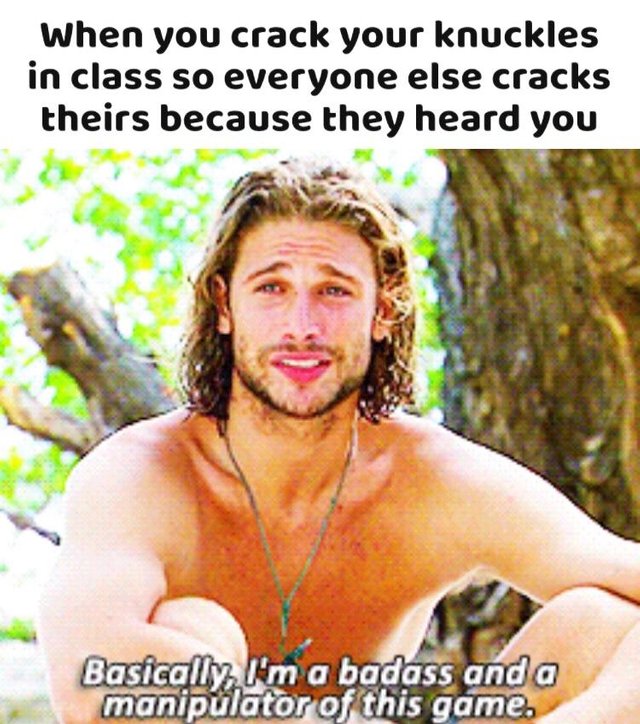 When you crack your knuckles
in class so everyone else cracks
theirs because they heard you
Basically, I'm a badass and a
manipulator of this game.